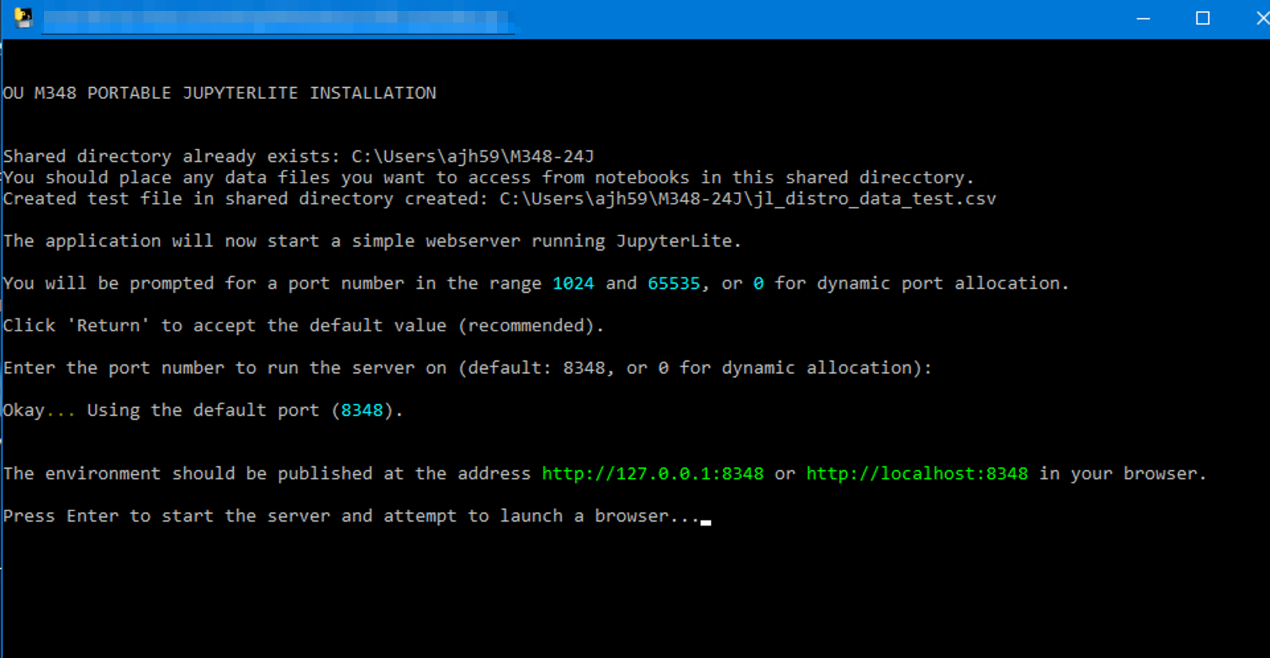 OU M348 PORTABLE JUPYTERLITE INSTALLATION
Shared directory already exists: C:\Users\ajh59\M348-24J
You should place any data files you want to access from notebooks in this shared direcctory.
Created test file in shared directory created: C:\Users\ajh59\M348-24J\jl_distro_data_test.csv
The application will now start a simple webserver running JupyterLite.
You will be prompted for a port number in the range 1024 and 65535, or 0 for dynamic port allocation.
Click 'Return' to accept the default value (recommended).
Enter the port number to run the server on (default: 8348, or 0 for dynamic allocation):
Okay... Using the default port (8348).
The environment should be published at the address http://127.0.0.1:8348 or http://localhost:8348 in your browser.
Press Enter to start the server and attempt to launch a browser...